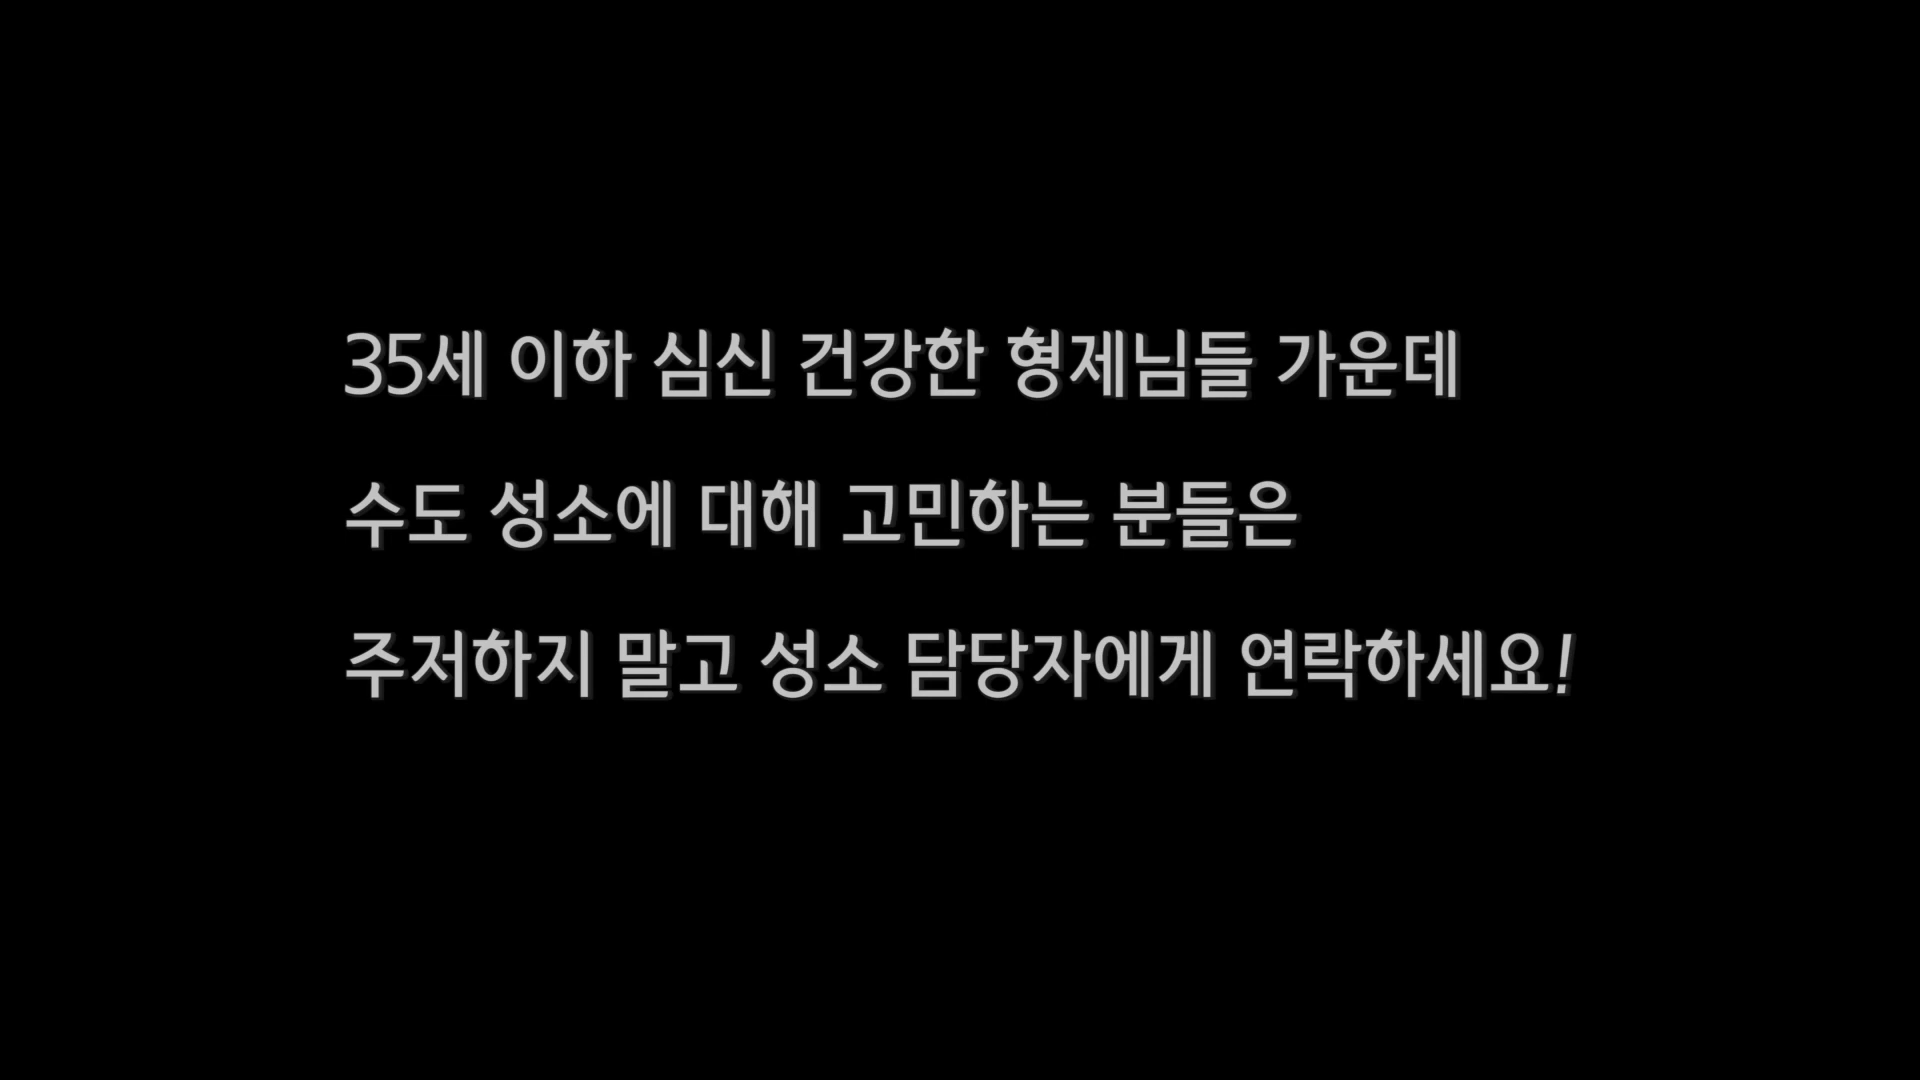 35세 이하 심신 건강한 형제님들 가운데
수도 성소에 대해 고민하는 분들은
주저하지 말고 성소 담당자에게 연락하세요!